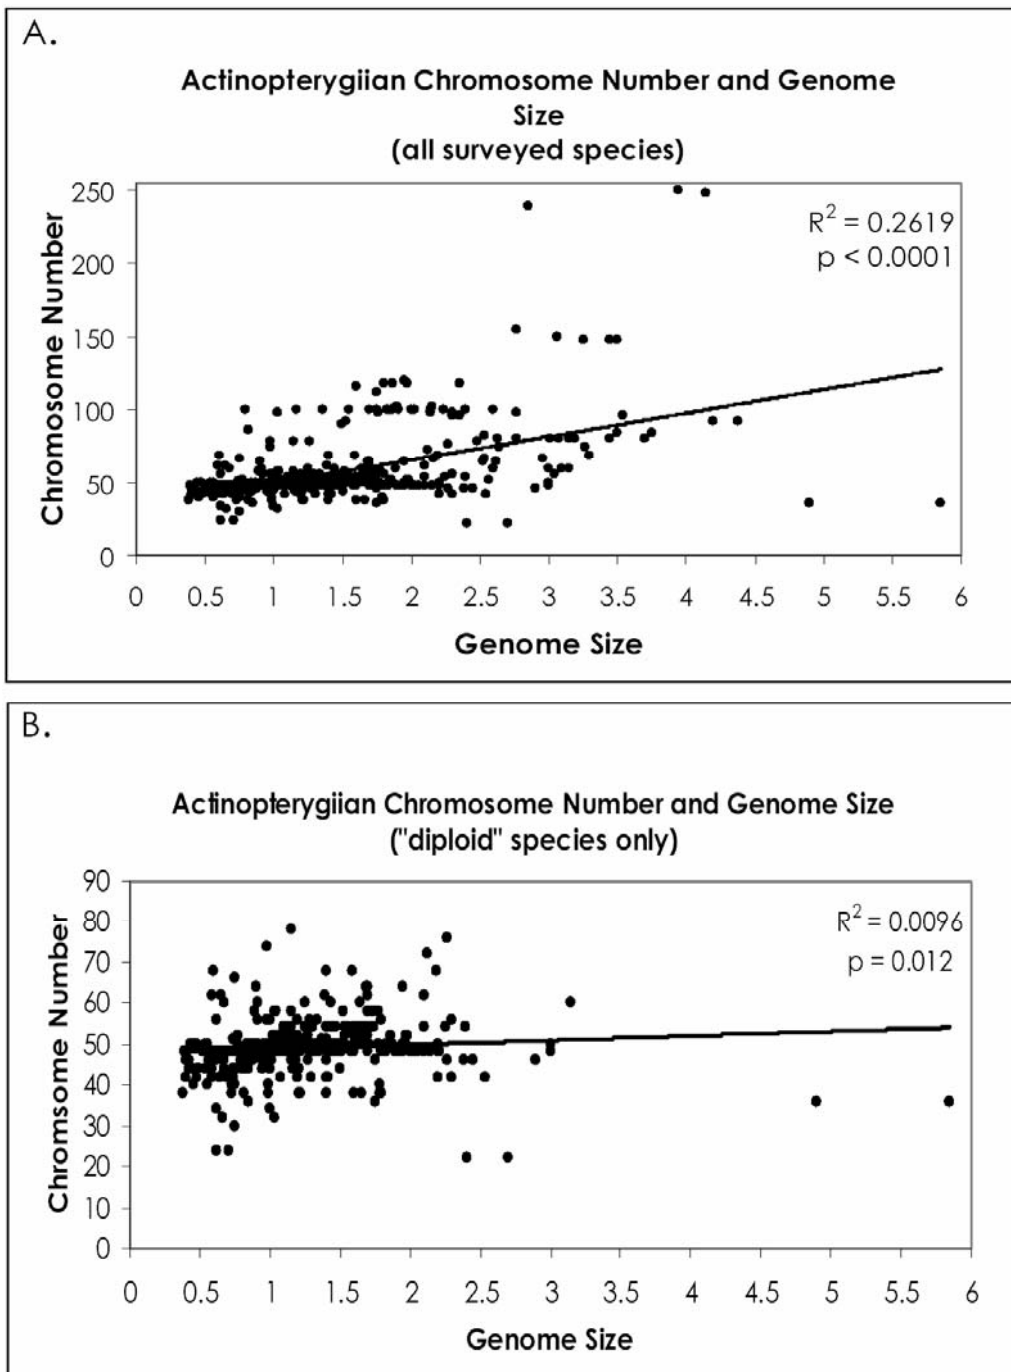 A.
Actinopterygiian Chromosome Number and Genome
Size
(all surveyed species)
R² = 0.2619
p < 0.0001
Chromosome Number
250
200
150
100
50
0
0 0.5 1 1.5 2 2.5 3 3.5 4 4.5 5 5.5 6
Genome Size
B.
Actinopterygiian Chromosome Number and Genome Size
("diploid" species only)
R² = 0.0096
p = 0.012
Chromsome Number
90
80
70
60
50
40
30
20
10
0
0 0.5 1 1.5 2 2.5 3 3.5 4 4.5 5 5.5 6
Genome Size